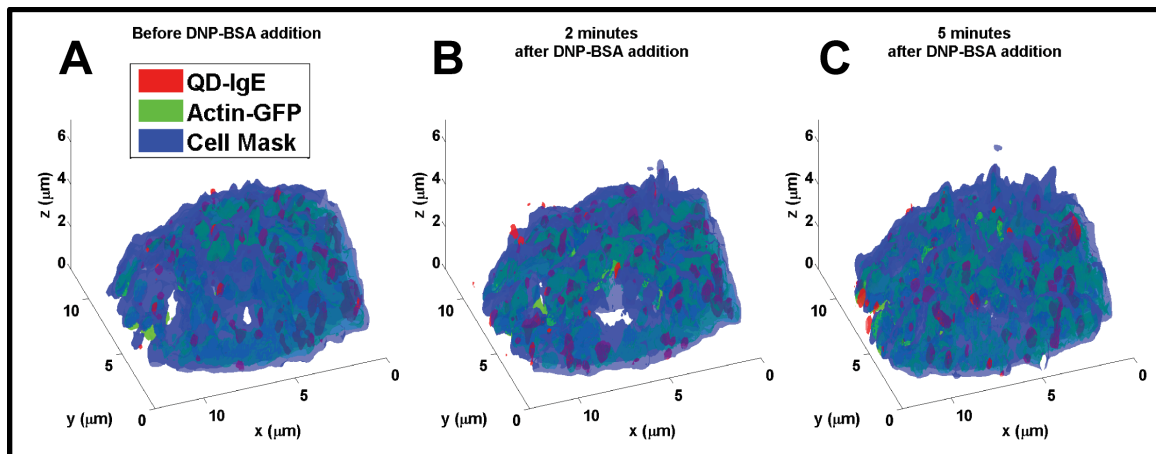 A
Before DNP-BSA addition
QD-IgE
Actin-GFP
Cell Mask
6
4
2
0
z (μm)
10
5
0
y (μm)
10
5
0
x (μm)
B
2 minutes
after DNP-BSA addition
6
4
2
0
z (μm)
10
5
0
y (μm)
10
5
0
x (μm)
C
5 minutes
after DNP-BSA addition
6
4
2
0
z (μm)
10
5
0
y (μm)
10
5
0
x (μm)